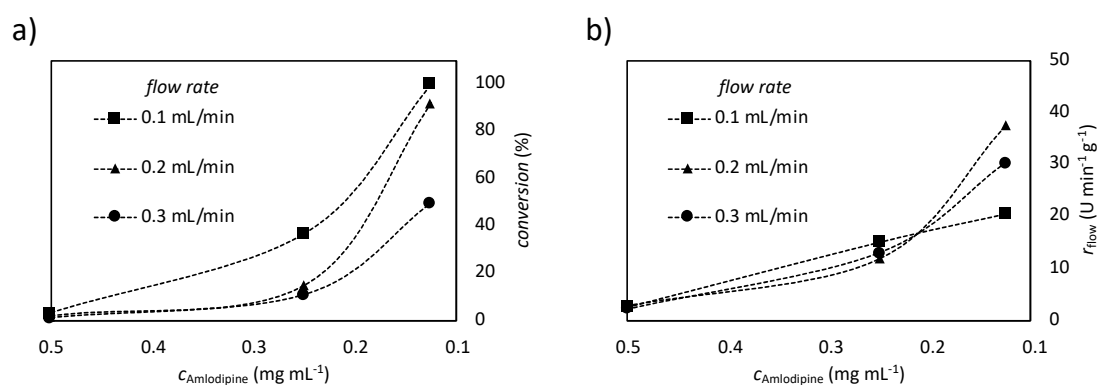 a)
flow rate
0.1 mL/min
0.2 mL/min
0.3 mL/min
100
80
60
40
20
0
conversion (%)
0.5 0.4 0.3 0.2 0.1
cAmlodipine (mg mL-1)
b)
flow rate
0.1 mL/min
0.2 mL/min
0.3 mL/min
50
40
30
20
10
0
rflow (U min-1 g-1)
0.5 0.4 0.3 0.2 0.1
cAmlodipine (mg mL-1)